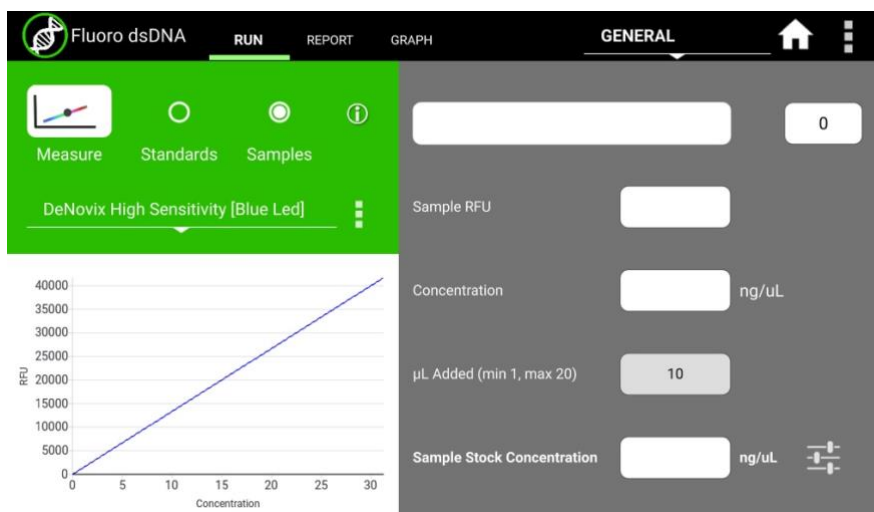 Fluoro dsDNA RUN REPORT GRAPH GENERAL
Measure Standards Samples
DeNovix High Sensitivity [Blue Led]
0
Sample RFU
Concentration ng/uL
µL Added (min 1, max 20) 10
Sample Stock Concentration ng/uL
RFU
40000
35000
30000
25000
20000
15000
10000
5000
0
0 5 10 15 20 25 30
Concentration